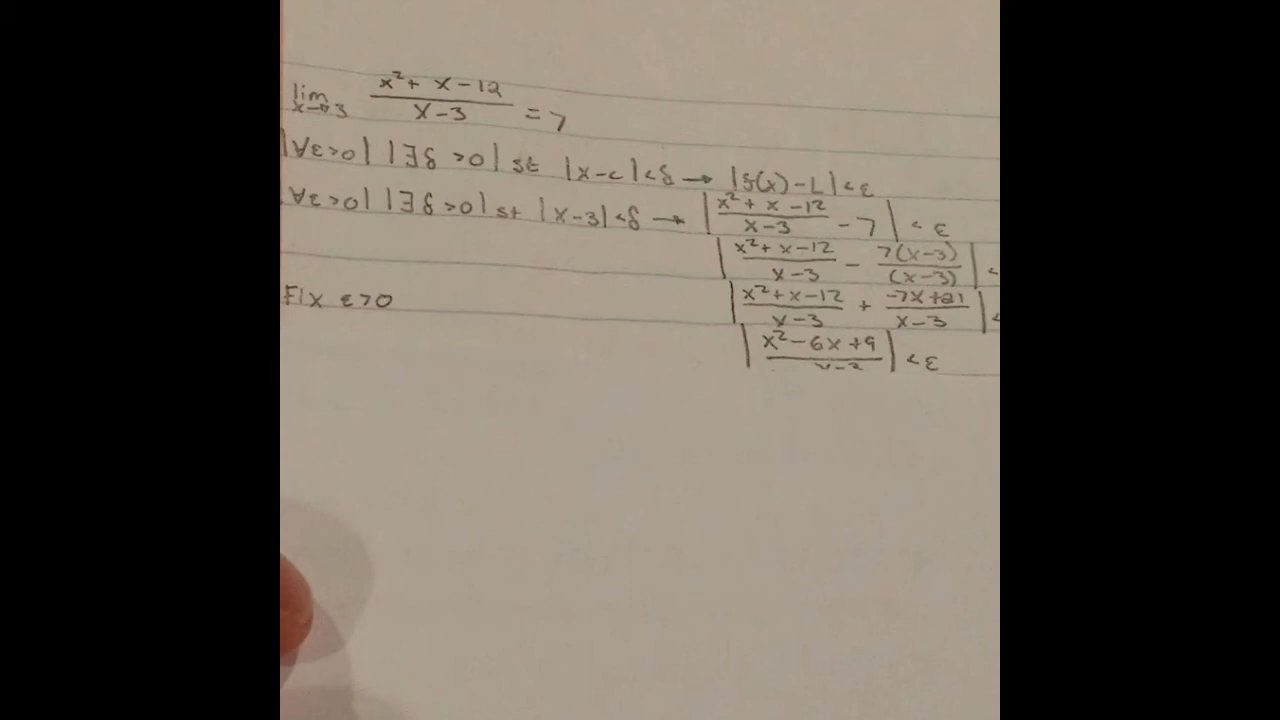 lim x→3 (x² + x - 12)/(x - 3) = 7
|∀ε>0| |∃δ>0| st |x-c|<δ → |f(x)-L|<ε
∀ε>0| |∃δ>0| st |x-3|<δ → |(x² + x - 12)/(x-3) - 7| < ε
|(x² + x - 12)/(x-3) - 7(x-3)/(x-3)| <
Fix ε>0 |(x² + x - 12)/(x-3) + (-7x+21)/(x-3)| <
|(x² - 6x + 9)/(x-3)| < ε